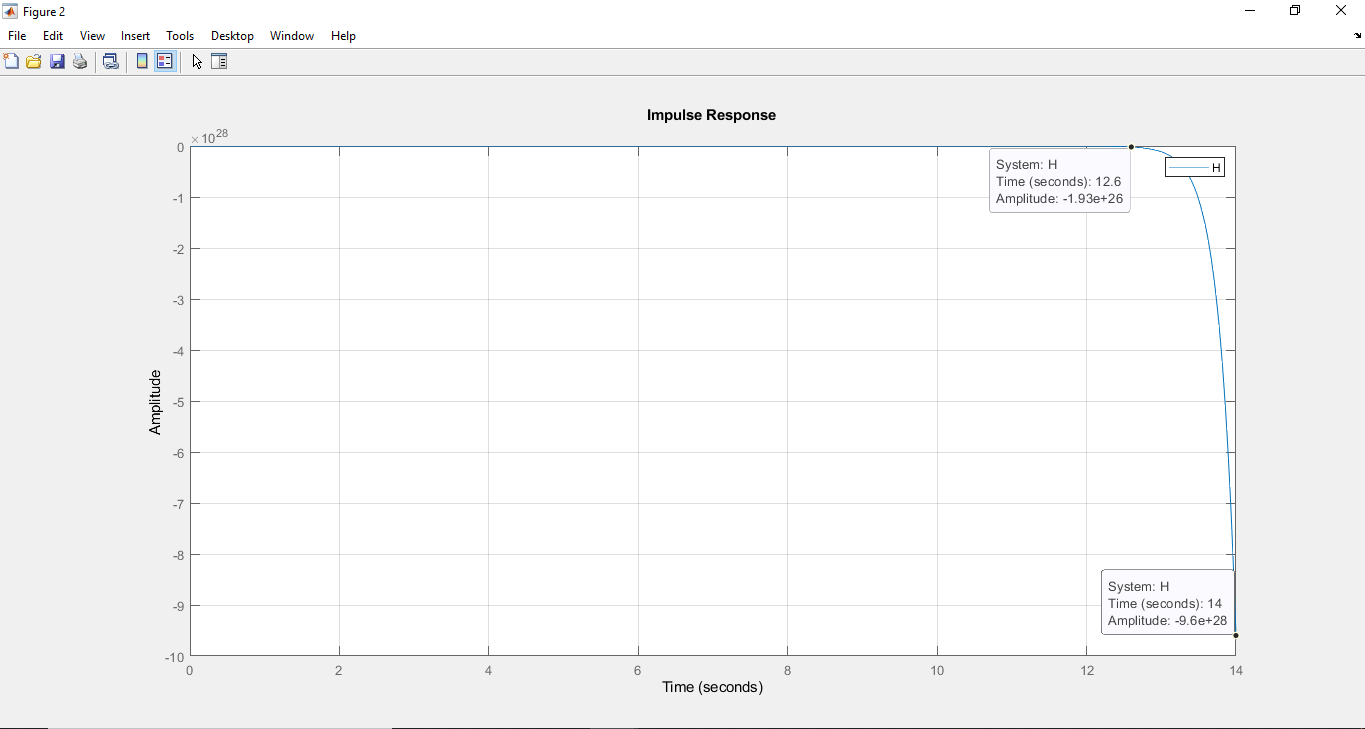 Figure 2
File Edit View Insert Tools Desktop Window Help
Impulse Response
×10^28
0
-1
-2
-3
-4
-5
-6
-7
-8
-9
-10
Amplitude
System: H
Time (seconds): 12.6
Amplitude: -1.93e+26
H
System: H
Time (seconds): 14
Amplitude: -9.6e+28
0 2 4 6 8 10 12 14
Time (seconds)